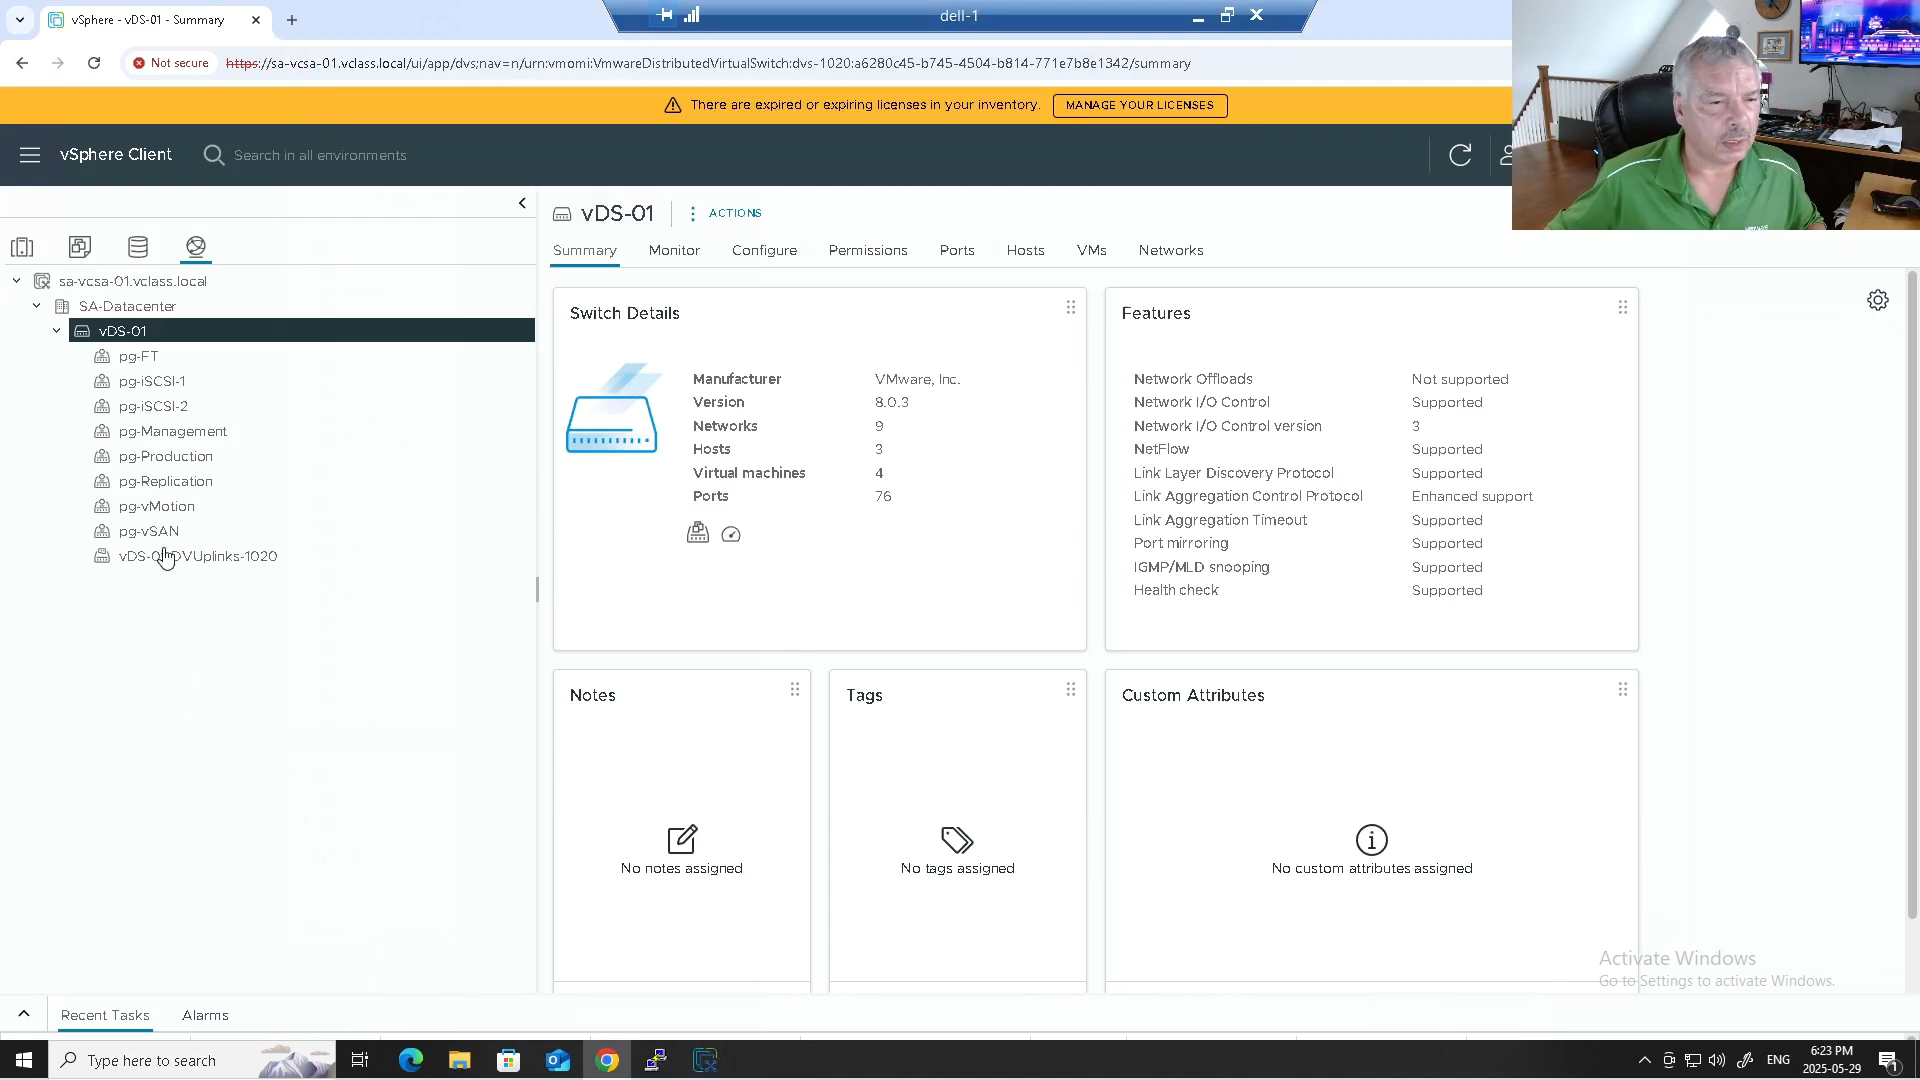 vSphere - vDS-01 - Summary
dell-1
Not secure
https://sa-vcsa-01.vclass.local/ui/app/dvs;nav=n/urn:vmomi:VmwareDistributedVirtualSwitch:dvs-1020:a6280c45-b745-4504-b814-771e7b8e1342/summary
There are expired or expiring licenses in your inventory.
MANAGE YOUR LICENSES
vSphere Client
Search in all environments
vDS-01
ACTIONS
Summary
Monitor
Configure
Permissions
Ports
Hosts
VMs
Networks
sa-vcsa-01.vclass.local
SA-Datacenter
vDS-01
pg-FT
pg-iSCSI-1
pg-iSCSI-2
pg-Management
pg-Production
pg-Replication
pg-vMotion
pg-vSAN
Switch Details
Manufacturer VMware, Inc.
Version 8.0.3
Networks 9
Hosts 3
Virtual machines 4
Ports 76
Features
Network Offloads Not supported
Network I/O Control Supported
Network I/O Control version 3
NetFlow Supported
Link Layer Discovery Protocol Supported
Link Aggregation Control Protocol Enhanced support
Link Aggregation Timeout Supported
Port mirroring Supported
IGMP/MLD snooping Supported
Health check Supported
Notes
No notes assigned
Tags
No tags assigned
Custom Attributes
No custom attributes assigned
Activate Windows
Go to Settings to activate Windows.
Recent Tasks
Alarms
Type here to search
ENG
6:23 PM
2025-05-29
1